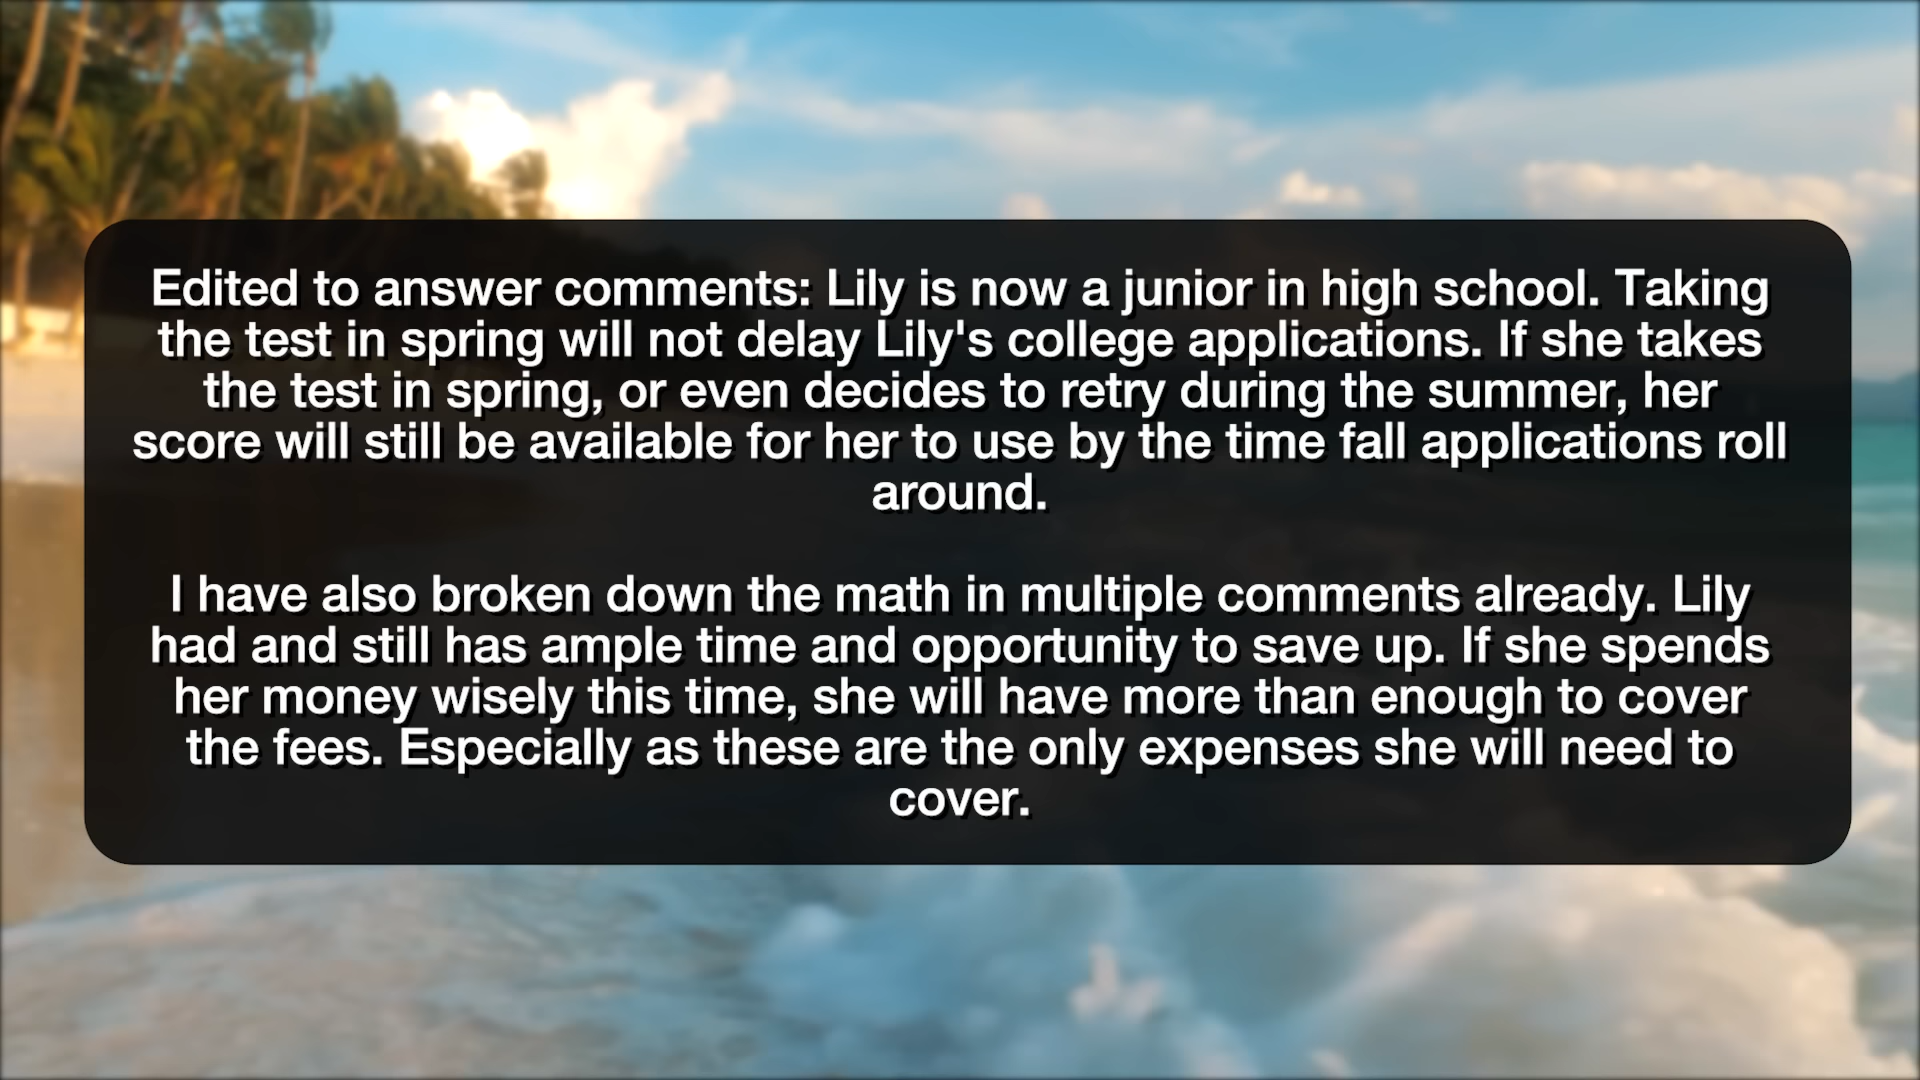 Edited to answer comments: Lily is now a junior in high school. Taking
the test in spring will not delay Lily's college applications. If she takes
the test in spring, or even decides to retry during the summer, her
score will still be available for her to use by the time fall applications roll
around.
I have also broken down the math in multiple comments already. Lily
had and still has ample time and opportunity to save up. If she spends
her money wisely this time, she will have more than enough to cover
the fees. Especially as these are the only expenses she will need to
cover.